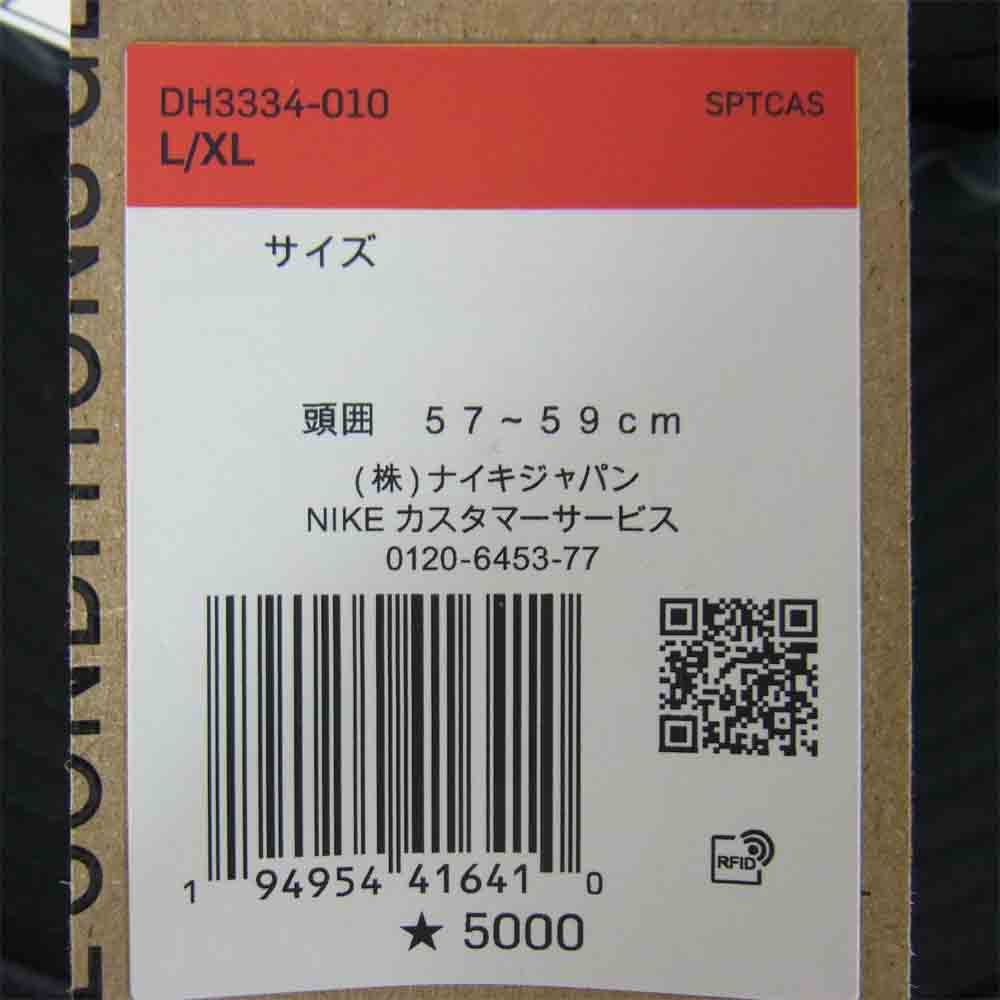 DH3334-010 SPTCAS
L/XL
サイズ
頭囲 57~59cm
(株)ナイキジャパン
NIKE カスタマーサービス
0120-6453-77
1 94954 41641 0
★ 5000
RFID
CONDITIONS